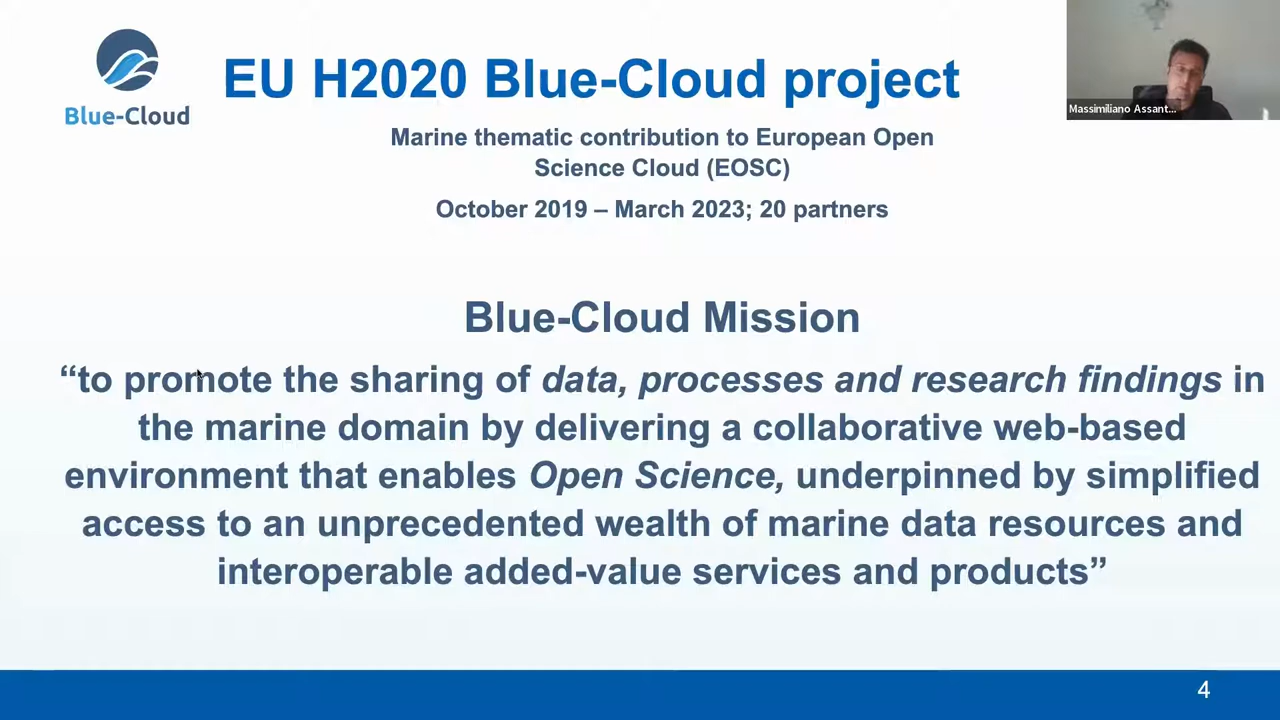 Blue-Cloud
EU H2020 Blue-Cloud project
Massimiliano Assant...
Marine thematic contribution to European Open
Science Cloud (EOSC)
October 2019 – March 2023; 20 partners
Blue-Cloud Mission
“to promote the sharing of data, processes and research findings in
the marine domain by delivering a collaborative web-based
environment that enables Open Science, underpinned by simplified
access to an unprecedented wealth of marine data resources and
interoperable added-value services and products”
4